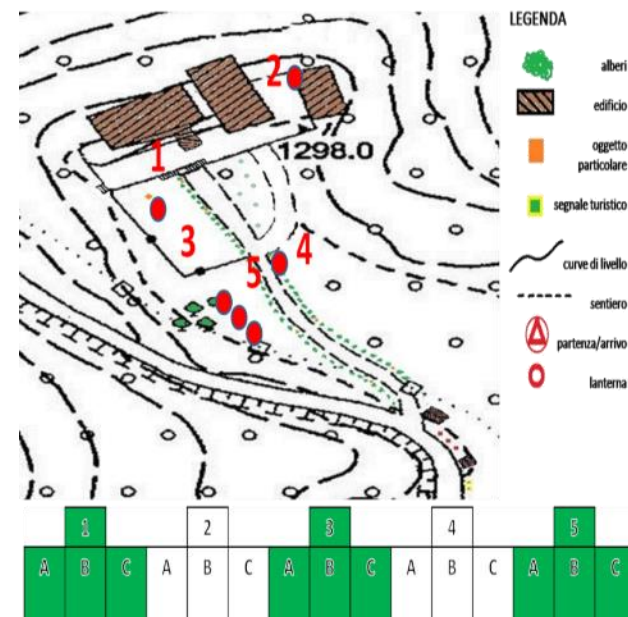 LEGENDA
alberi
edificio
oggetto
particolare
segnale turistico
curve di livello
sentiero
partenza/arrivo
lanterna
2
1298.0
1
3
4
5
1 2 3 4 5
A B C A B C A B C A B C A B C